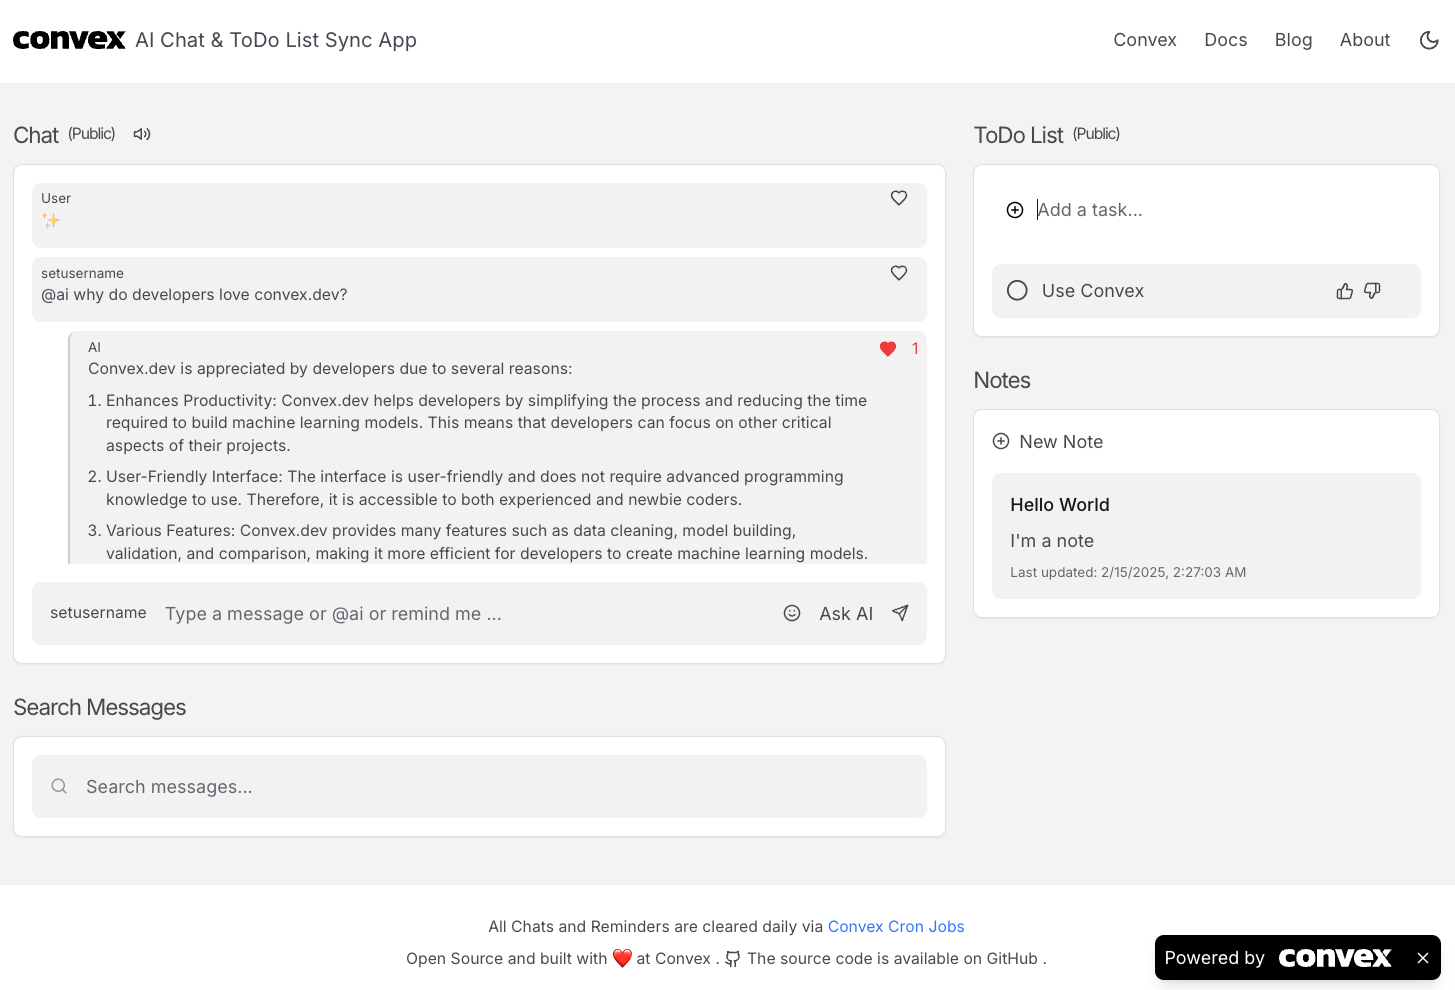 convex AI Chat & ToDo List Sync App
Convex Docs Blog About
Chat (Public)
User
✨
setusername
@ai why do developers love convex.dev?
AI
1
Convex.dev is appreciated by developers due to several reasons:
1. Enhances Productivity: Convex.dev helps developers by simplifying the process and reducing the time
required to build machine learning models. This means that developers can focus on other critical
aspects of their projects.
2. User-Friendly Interface: The interface is user-friendly and does not require advanced programming
knowledge to use. Therefore, it is accessible to both experienced and newbie coders.
3. Various Features: Convex.dev provides many features such as data cleaning, model building,
validation, and comparison, making it more efficient for developers to create machine learning models.
setusername Type a message or @ai or remind me ... Ask AI
Search Messages
Search messages...
ToDo List (Public)
Add a task...
Use Convex
Notes
New Note
Hello World
I'm a note
Last updated: 2/15/2025, 2:27:03 AM
All Chats and Reminders are cleared daily via Convex Cron Jobs
Open Source and built with ❤️ at Convex . The source code is available on GitHub .
Powered by convex